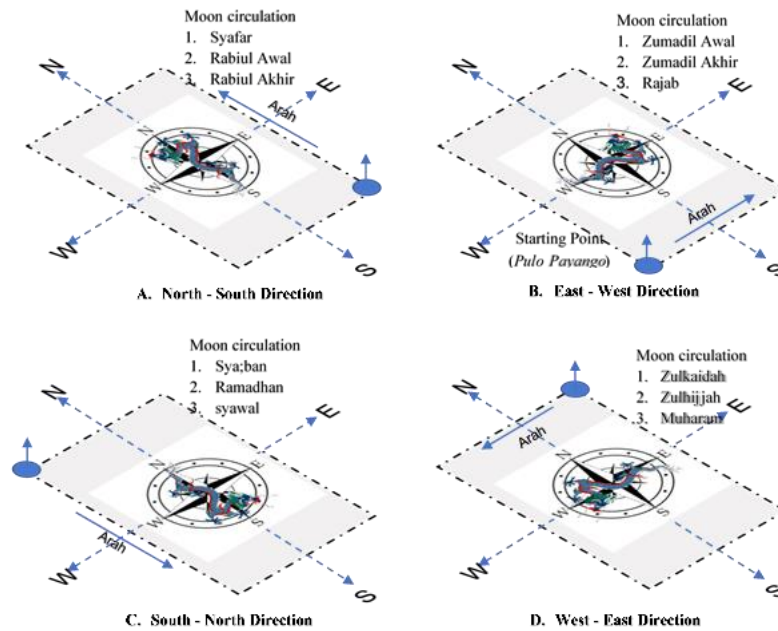 Moon circulation
1. Syafar
2. Rabiul Awal
3. Rabiul Akhir
N
E
Arah
N
E
W
S
W
S
A. North - South Direction
Moon circulation
1. Zumadil Awal
2. Zumadil Akhir
3. Rajab
N
E
N
E
W
S
Arah
W
Starting Point
(Pulo Payango)
S
B. East - West Direction
Moon circulation
1. Sya;ban
2. Ramadhan
3. syawal
N
E
N
E
W
S
Arah
W
S
C. South - North Direction
Moon circulation
1. Zulkaidah
2. Zulhijjah
3. Muharam
N
E
Arah
N
E
W
S
W
S
D. West - East Direction